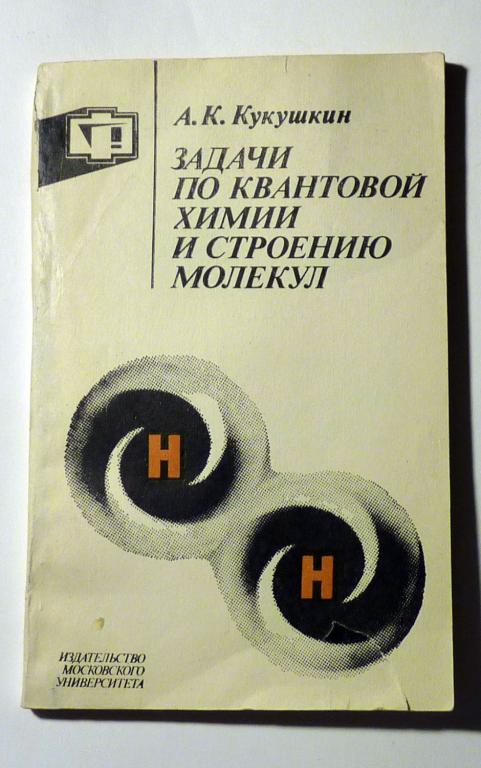 А. К. Кукушкин
ЗАДАЧИ
ПО КВАНТОВОЙ
ХИМИИ
И СТРОЕНИЮ
МОЛЕКУЛ
H
H
ИЗДАТЕЛЬСТВО
МОСКОВСКОГО
УНИВЕРСИТЕТА